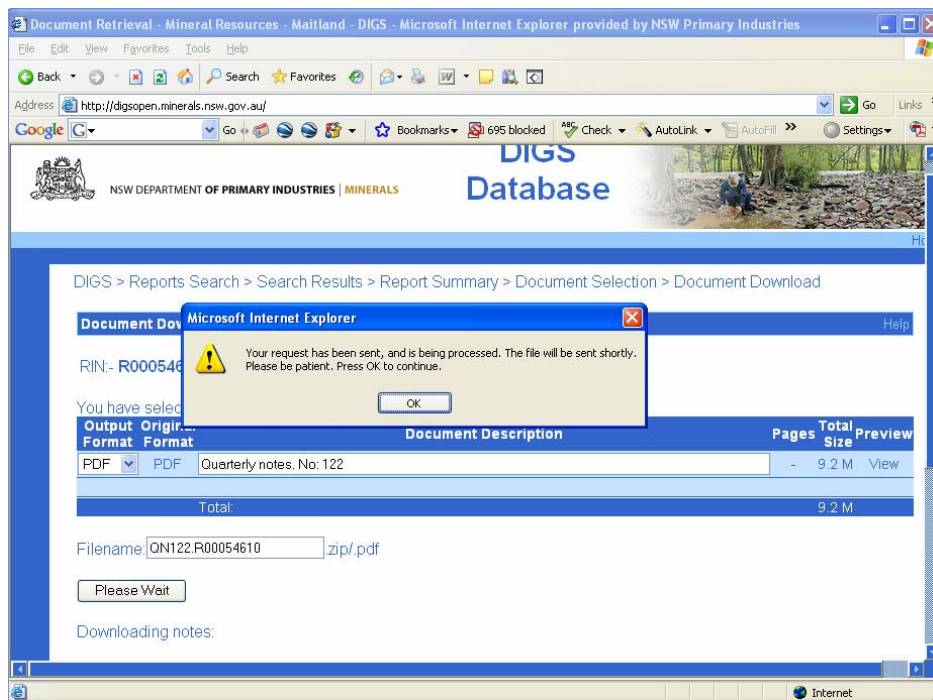 Document Retrieval - Mineral Resources - Maitland - DIGS - Microsoft Internet Explorer provided by NSW Primary Industries
File Edit View Favorites Tools Help
Back Search Favorites
Address http://digsopen.minerals.nsw.gov.au/ Go Links
Google G Go Bookmarks 695 blocked ABC Check AutoLink AutoFill >> Settings
NSW DEPARTMENT OF PRIMARY INDUSTRIES | MINERALS
DIGS
Database
DIGS > Reports Search > Search Results > Report Summary > Document Selection > Document Download
Microsoft Internet Explorer
Help
RIN:- R000546
Your request has been sent, and is being processed. The file will be sent shortly.
Please be patient. Press OK to continue.
OK
You have selec
Output Format Original Format Document Description Pages Total Size Preview
PDF PDF Quarterly notes. No: 122 - 9.2 M View
Total: 9.2 M
Filename: QN122.R00054610 .zip/.pdf
Please Wait
Downloading notes:
Internet